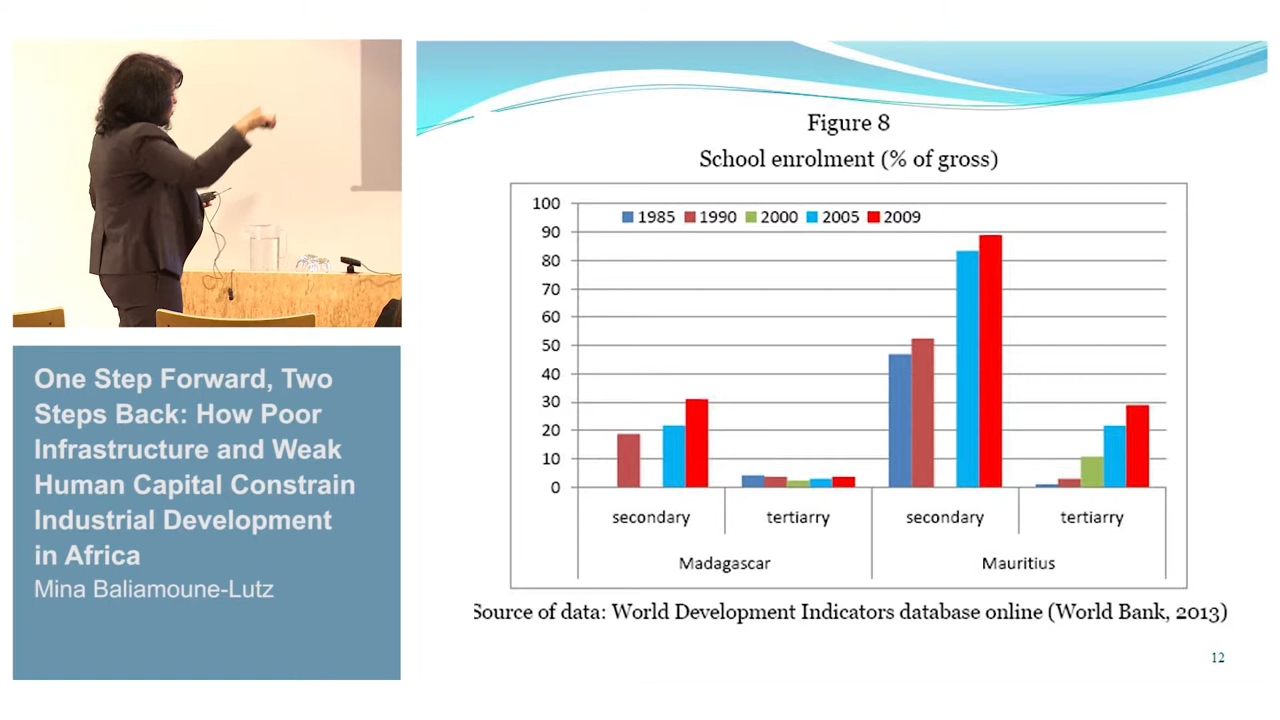 One Step Forward, Two
Steps Back: How Poor
Infrastructure and Weak
Human Capital Constrain
Industrial Development
in Africa
Mina Baliamoune-Lutz
Figure 8
School enrolment (% of gross)
1985 1990 2000 2005 2009
100
90
80
70
60
50
40
30
20
10
0
secondary tertiarry secondary tertiarry
Madagascar Mauritius
Source of data: World Development Indicators database online (World Bank, 2013)
12